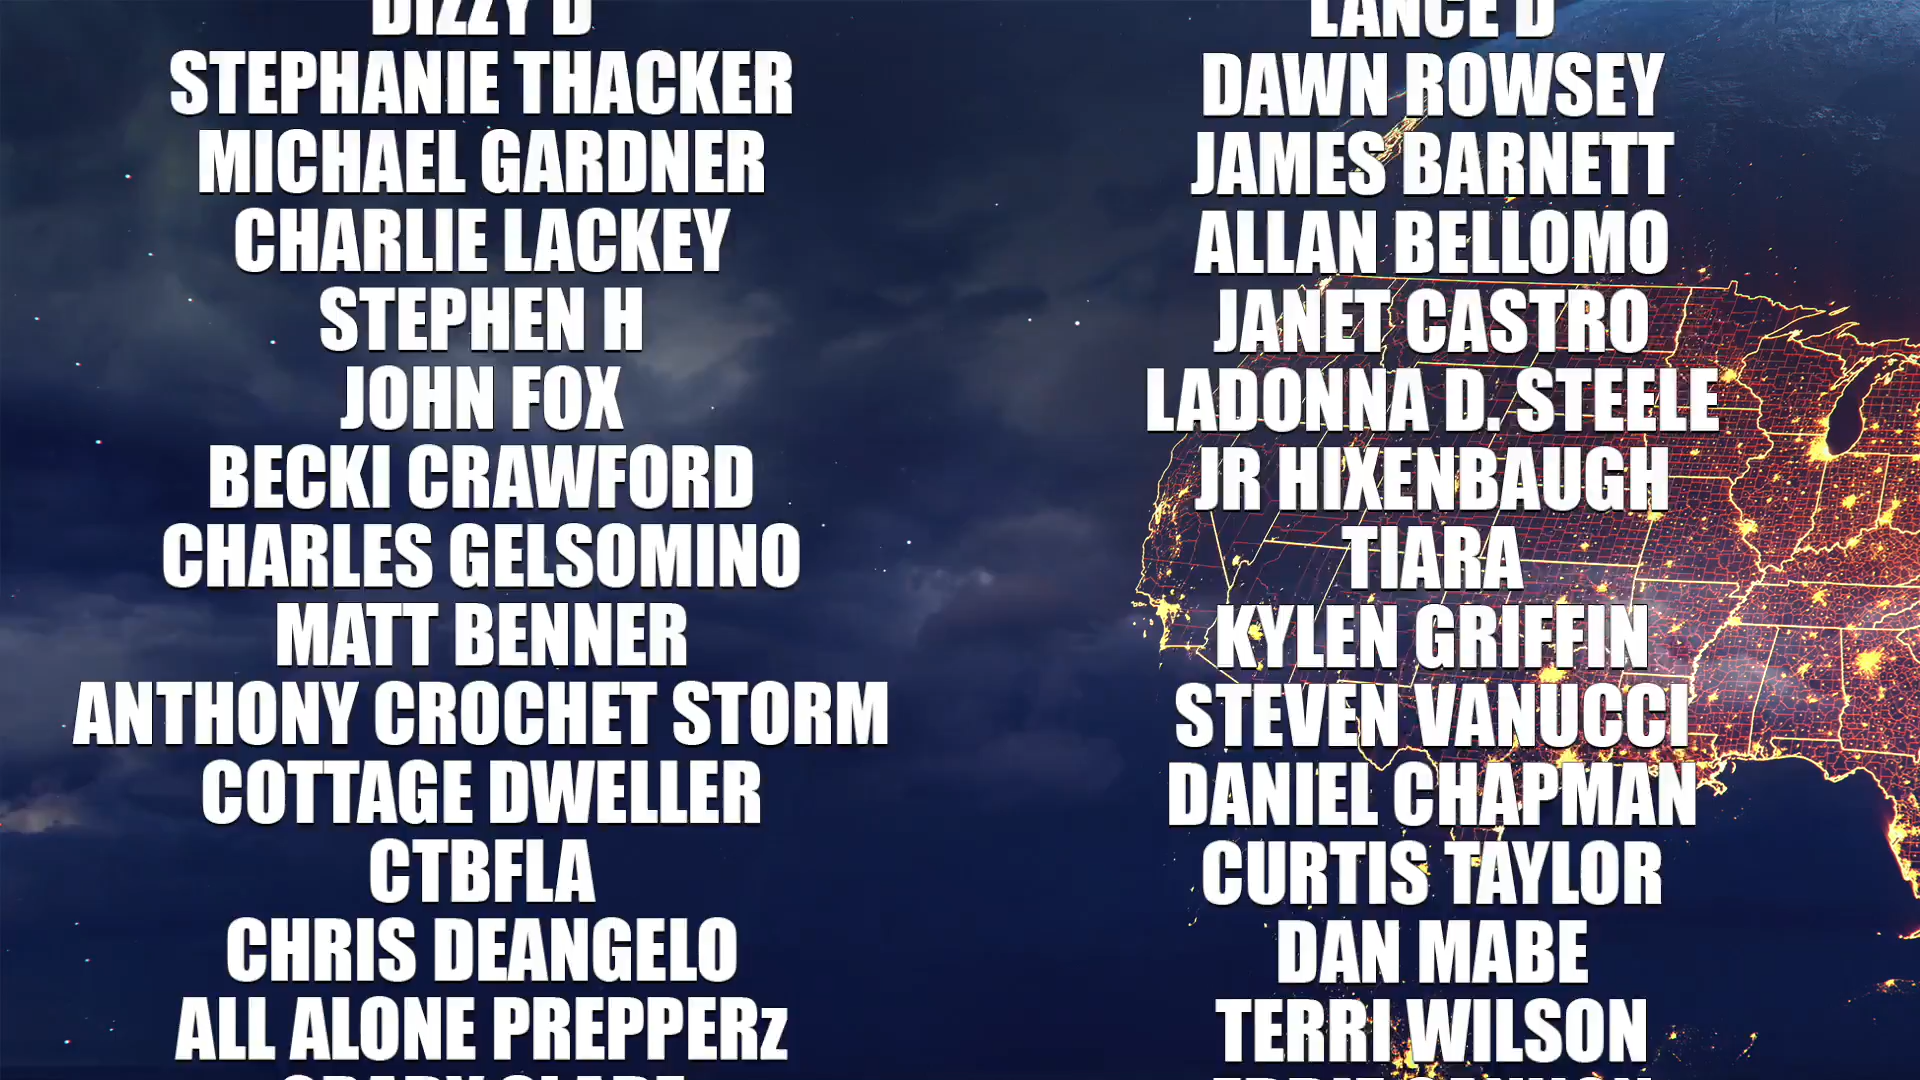 DIZZY D
STEPHANIE THACKER
MICHAEL GARDNER
CHARLIE LACKEY
STEPHEN H
JOHN FOX
BECKI CRAWFORD
CHARLES GELSOMINO
MATT BENNER
ANTHONY CROCHET STORM
COTTAGE DWELLER
CTBFLA
CHRIS DEANGELO
ALL ALONE PREPPERz
LANCE D
DAWN ROWSEY
JAMES BARNETT
ALLAN BELLOMO
JANET CASTRO
LADONNA D. STEELE
JR HIXENBAUGH
TIARA
KYLEN GRIFFIN
STEVEN VANUCCI
DANIEL CHAPMAN
CURTIS TAYLOR
DAN MABE
TERRI WILSON